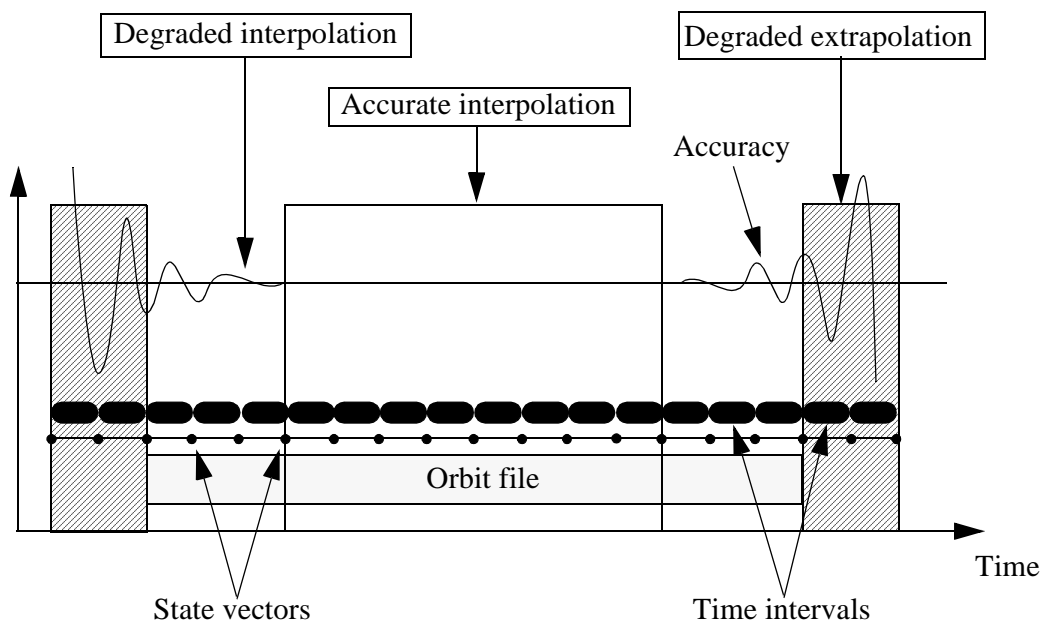 Degraded interpolation
Degraded extrapolation
Accurate interpolation
Accuracy
Orbit file
Time
State vectors
Time intervals